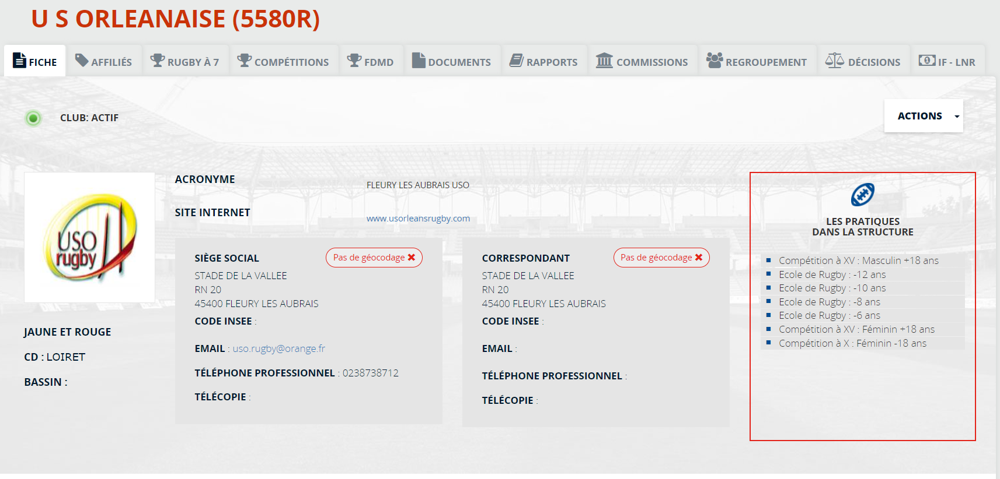 U S ORLEANAISE (5580R)
FICHE
AFFILIÉS
RUGBY À 7
COMPÉTITIONS
FDMD
DOCUMENTS
RAPPORTS
COMMISSIONS
REGROUPEMENT
DÉCISIONS
IF - LNR
CLUB: ACTIF
ACTIONS
USO
rugby
JAUNE ET ROUGE
CD : LOIRET
BASSIN :
ACRONYME
FLEURY LES AUBRAIS USO
SITE INTERNET
www.usorleansrugby.com
SIÈGE SOCIAL
Pas de géocodage
STADE DE LA VALLEE
RN 20
45400 FLEURY LES AUBRAIS
CODE INSEE :
EMAIL : uso.rugby@orange.fr
TÉLÉPHONE PROFESSIONNEL : 0238738712
TÉLÉCOPIE :
CORRESPONDANT
Pas de géocodage
STADE DE LA VALLEE
RN 20
45400 FLEURY LES AUBRAIS
CODE INSEE :
EMAIL :
TÉLÉPHONE PROFESSIONNEL :
TÉLÉCOPIE :
LES PRATIQUES
DANS LA STRUCTURE
Compétition à XV : Masculin +18 ans
Ecole de Rugby : -12 ans
Ecole de Rugby : -10 ans
Ecole de Rugby : -8 ans
Ecole de Rugby : -6 ans
Compétition à XV : Féminin +18 ans
Compétition à X : Féminin -18 ans